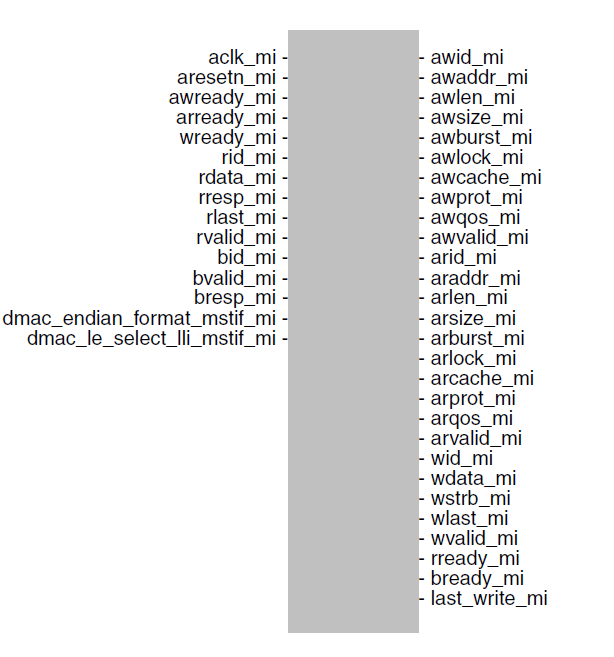 aclk_mi -
aresetn_mi -
awready_mi -
arready_mi -
wready_mi -
rid_mi -
rdata_mi -
rresp_mi -
rlast_mi -
rvalid_mi -
bid_mi -
bvalid_mi -
bresp_mi -
dmac_endian_format_mstif_mi -
dmac_le_select_lli_mstif_mi -
- awid_mi
- awaddr_mi
- awlen_mi
- awsize_mi
- awburst_mi
- awlock_mi
- awcache_mi
- awprot_mi
- awqos_mi
- awvalid_mi
- arid_mi
- araddr_mi
- arlen_mi
- arsize_mi
- arburst_mi
- arlock_mi
- arcache_mi
- arprot_mi
- arqos_mi
- arvalid_mi
- wid_mi
- wdata_mi
- wstrb_mi
- wlast_mi
- wvalid_mi
- rready_mi
- bready_mi
- last_write_mi